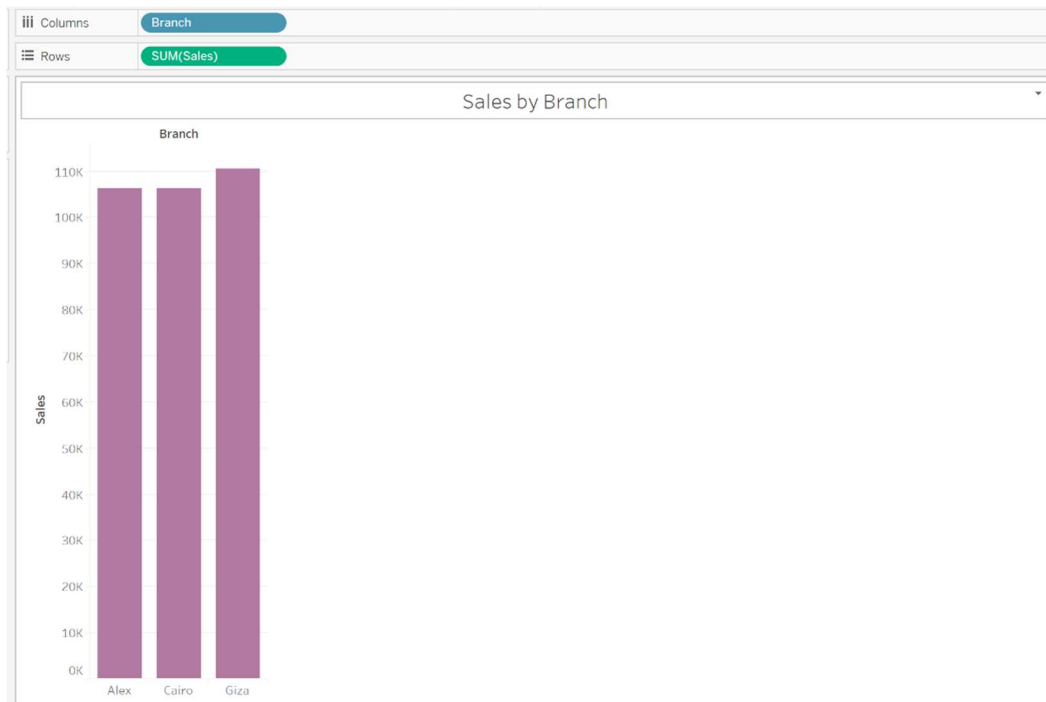 Columns Branch
Rows SUM(Sales)
Sales by Branch
Branch
110K
100K
90K
80K
70K
60K
50K
40K
30K
20K
10K
0K
Sales
Alex Cairo Giza